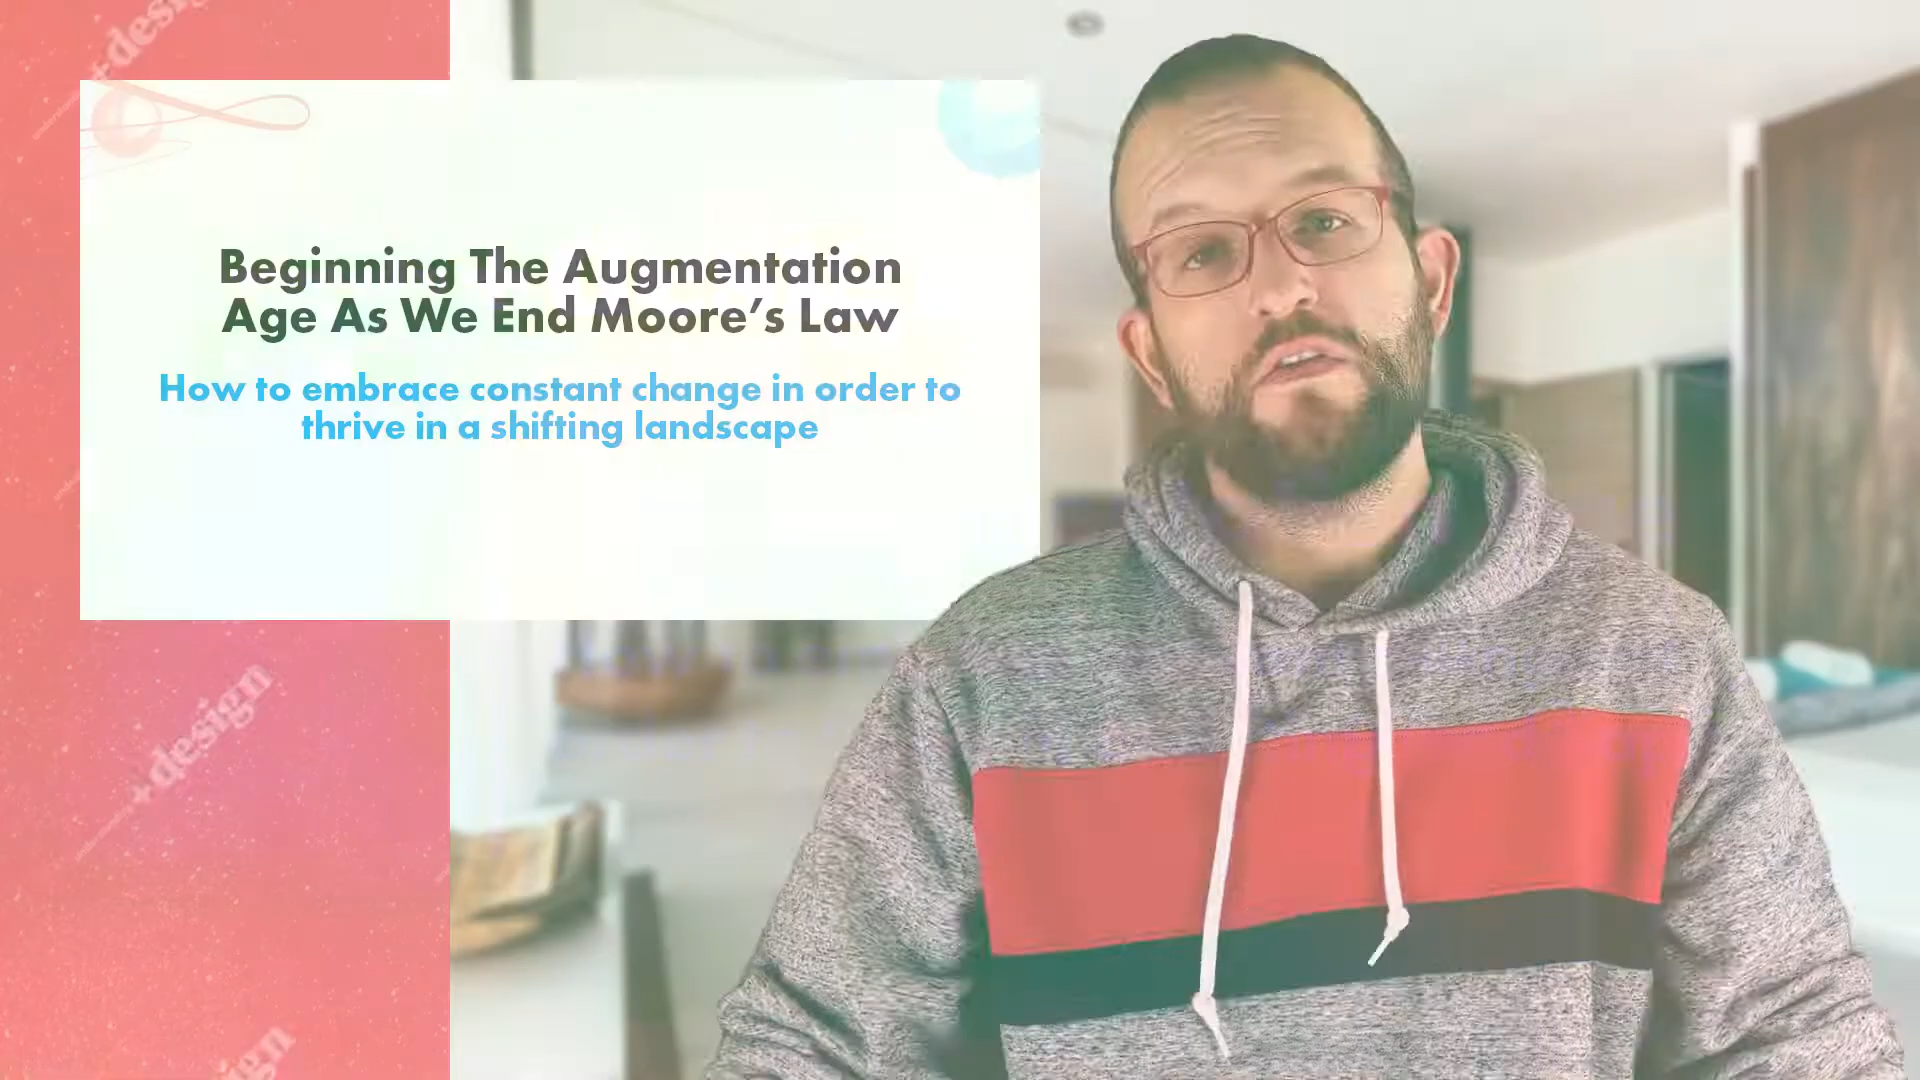 +design
Beginning The Augmentation
Age As We End Moore’s Law
How to embrace constant change in order to
thrive in a shifting landscape
+design
design